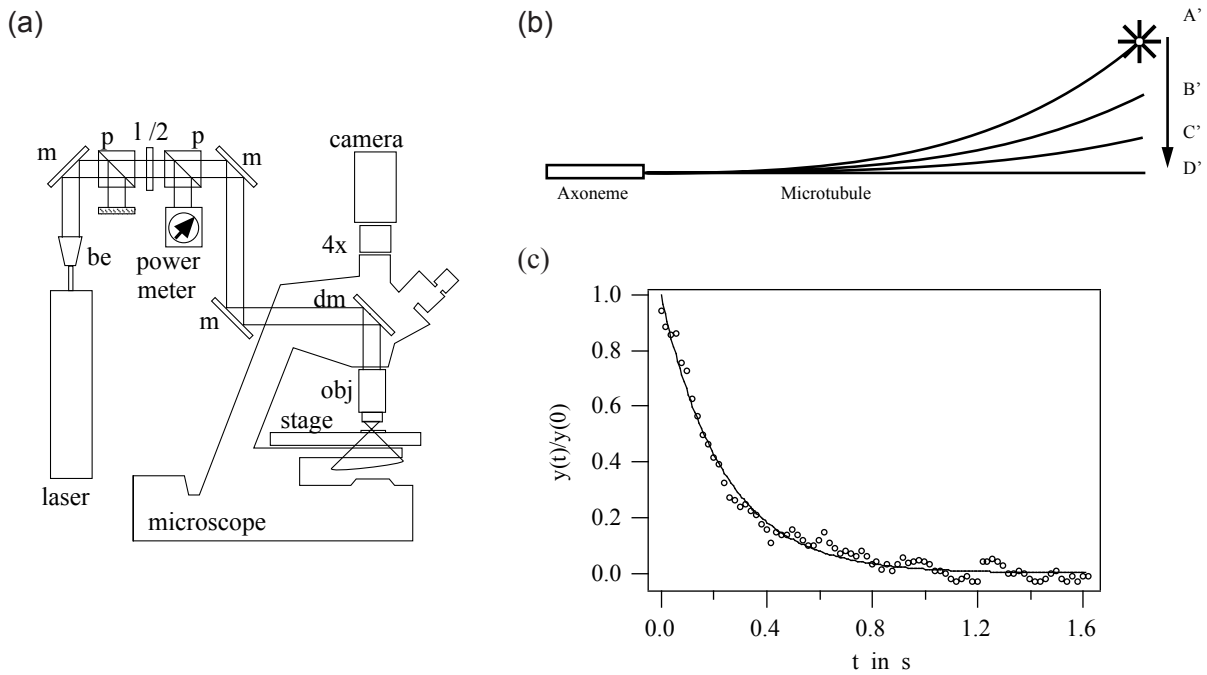 (a)
m
p
l /2
p
m
be
power
meter
m
laser
camera
4x
dm
obj
stage
microscope
(b)
A’
B’
C’
D’
Axoneme
Microtubule
(c)
1.0
0.8
0.6
0.4
0.2
0.0
y(t)/y(0)
0.0 0.4 0.8 1.2 1.6
t in s